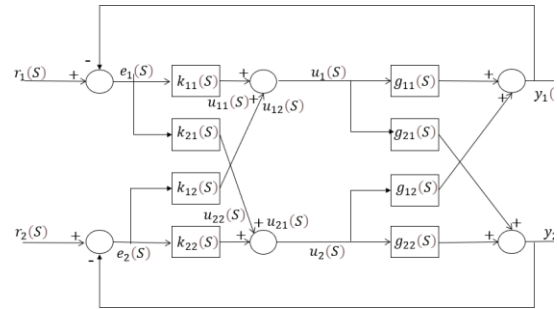 -
r₁(S) + e₁(S) k₁₁(S) + u₁(S) g₁₁(S) +
u₁₁(S) + u₁₂(S) + y₁(
k₂₁(S) g₂₁(S)
k₁₂(S) g₁₂(S)
u₂₂(S) + u₂₁(S) +
r₂(S) + k₂₂(S) + g₂₂(S) + y₂
- e₂(S) u₂(S)